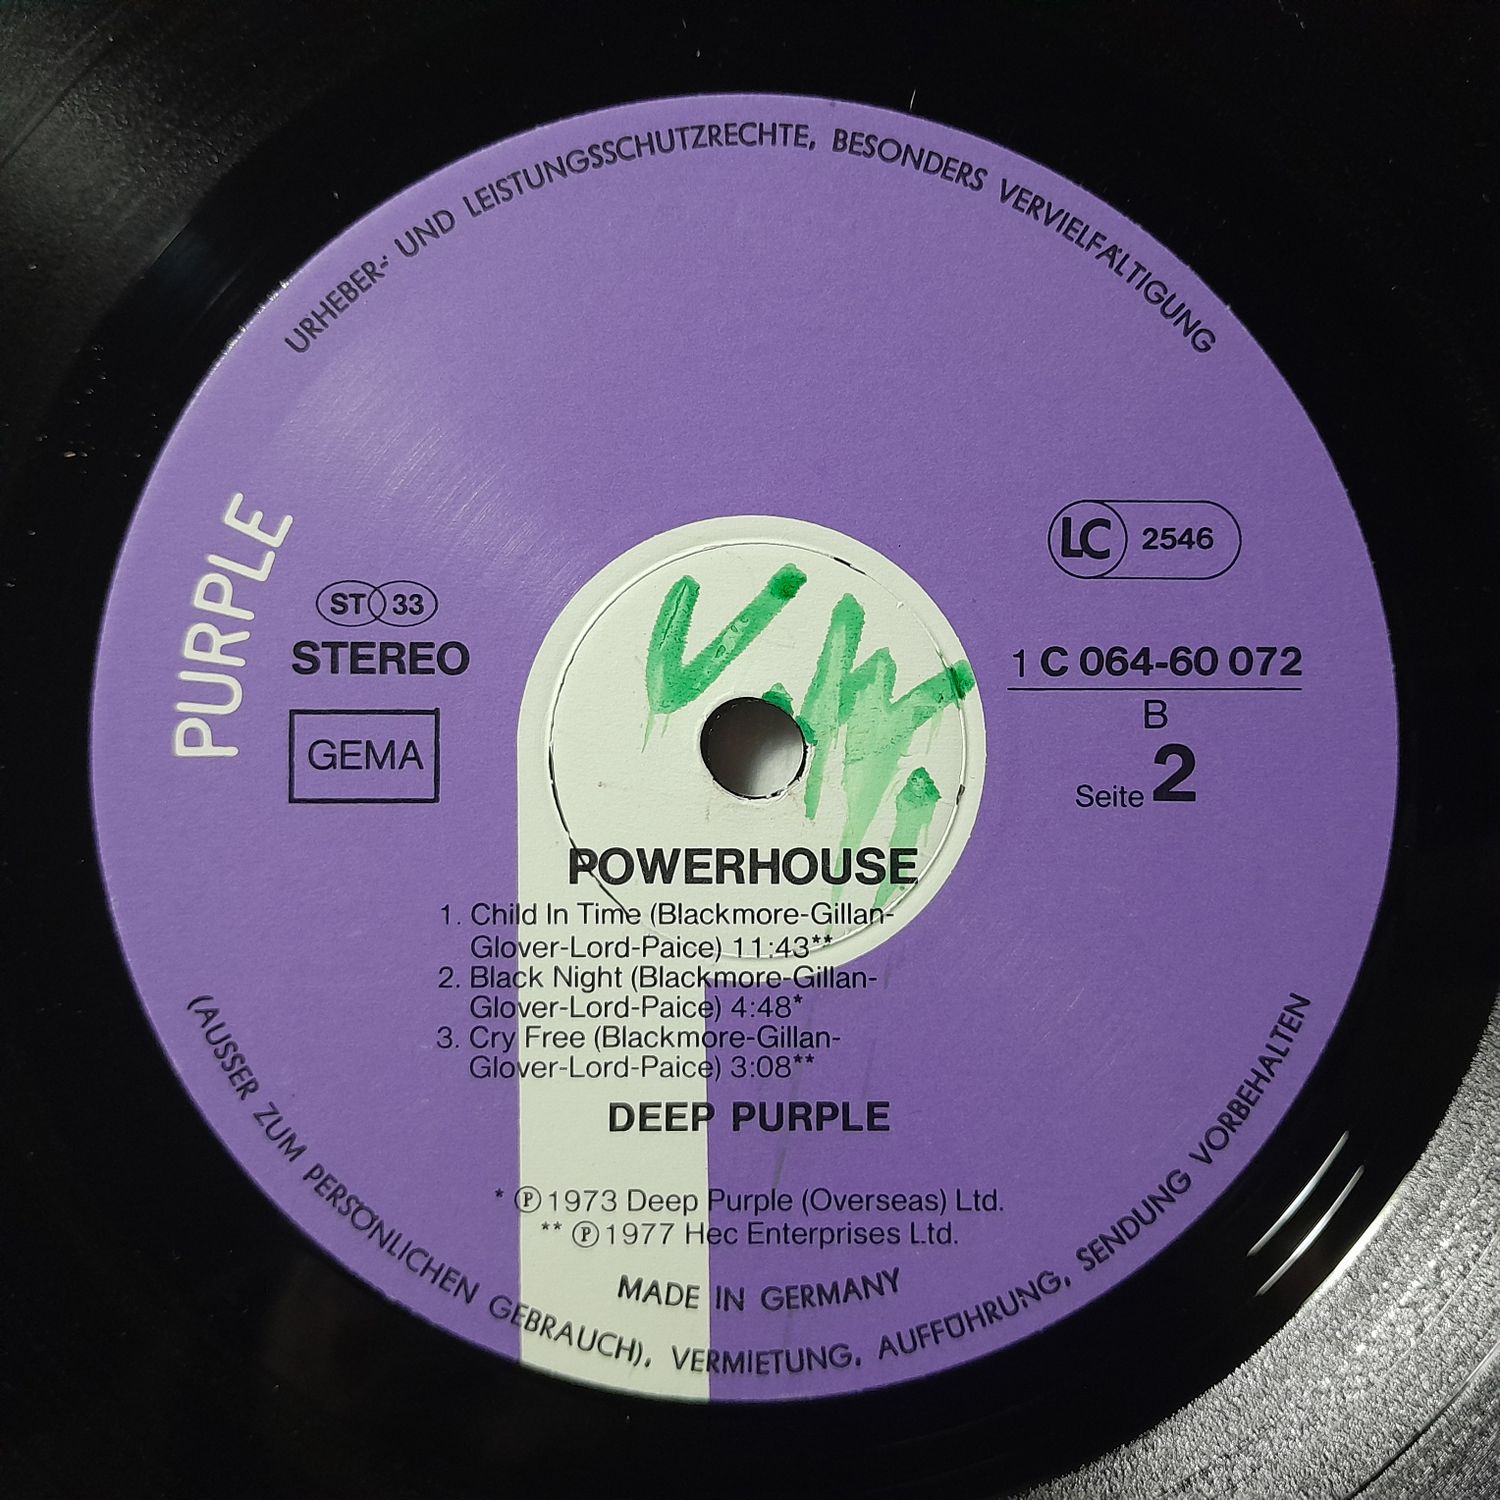 URHEBER- UND LEISTUNGSSCHUTZRECHTE, BESONDERS VERVIELFÄLTIGUNG
PURPLE
ST 33
STEREO
GEMA
LC 2546
1 C 064-60 072
B
Seite 2
POWERHOUSE
1. Child In Time (Blackmore-Gillan-
Glover-Lord-Paice) 11:43**
2. Black Night (Blackmore-Gillan-
Glover-Lord-Paice) 4:48*
3. Cry Free (Blackmore-Gillan-
Glover-Lord-Paice) 3:08**
DEEP PURPLE
* ℗ 1973 Deep Purple (Overseas) Ltd.
** ℗ 1977 Hec Enterprises Ltd.
MADE IN GERMANY
(AUSSER ZUM PERSÖNLICHEN GEBRAUCH), VERMIETUNG, AUFFÜHRUNG, SENDUNG VORBEHALTEN